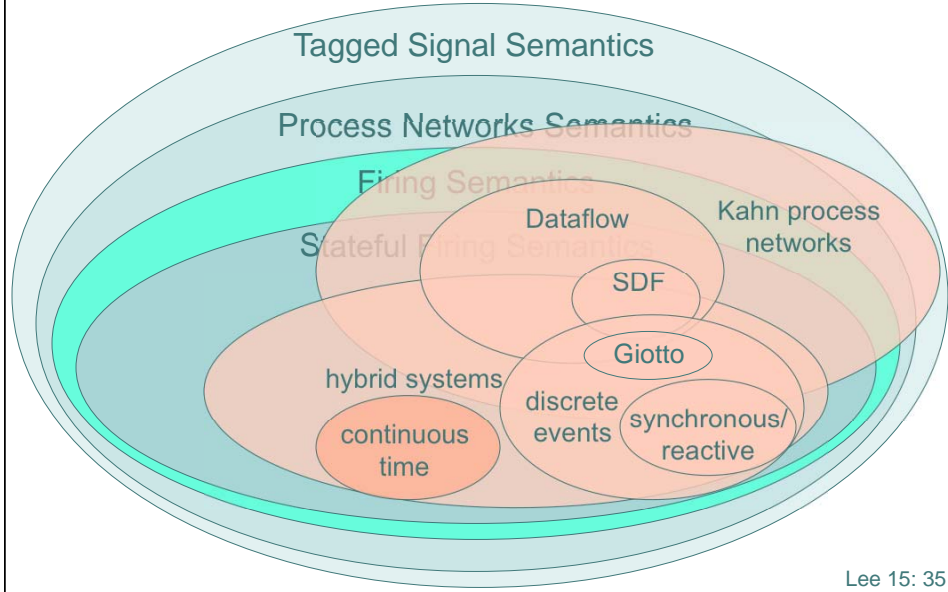 Tagged Signal Semantics
Process Networks Semantics
Firing Semantics
Stateful Firing Semantics
Dataflow
Kahn process
networks
SDF
Giotto
hybrid systems
discrete
events
synchronous/
reactive
continuous
time
Lee 15: 35